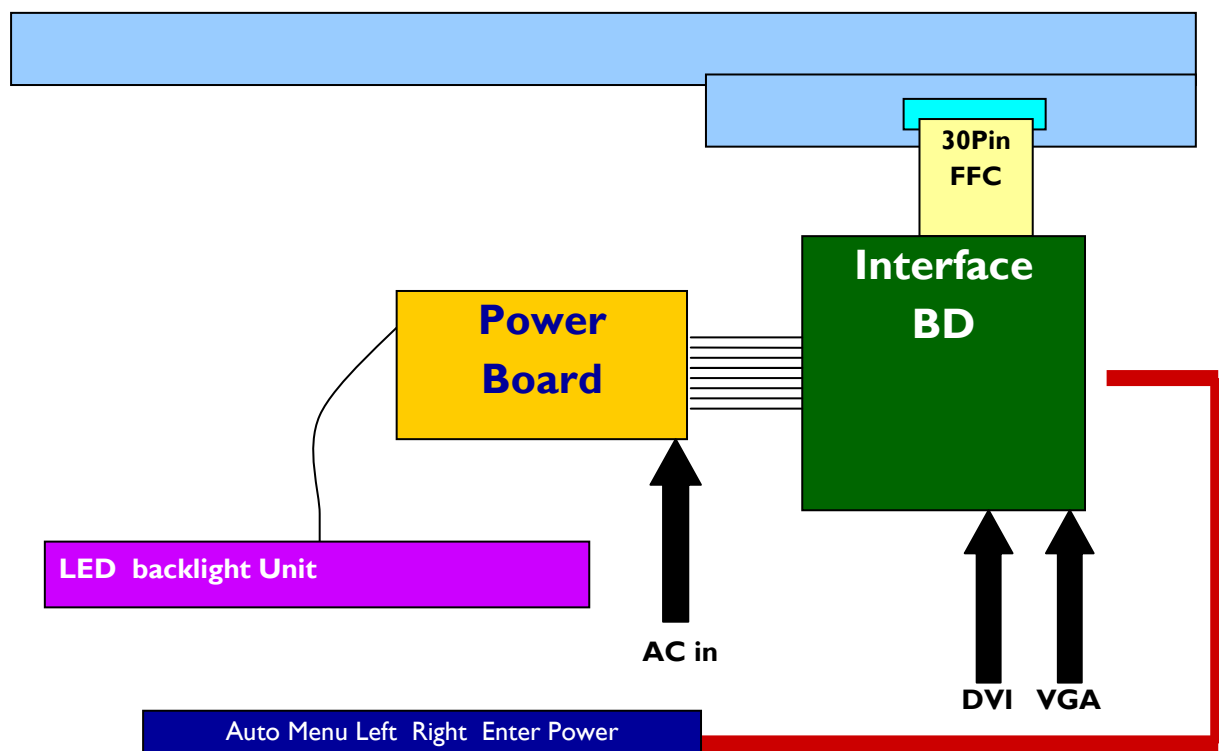 30Pin
FFC
Interface
BD
Power
Board
LED backlight Unit
AC in
DVI VGA
Auto Menu Left Right Enter Power